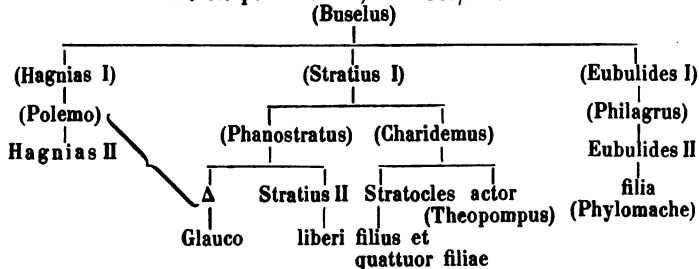 (Buselus)
(Hagnias I) (Stratius I) (Eubulides I)
(Polemo) (Phanostratus) (Charidemus) (Philagrus)
Hagnias II Eubulides II
Δ Stratius II Stratocles actor filia
(Theopompus) (Phylomache)
Glauco liberi filius et
quattuor filiae